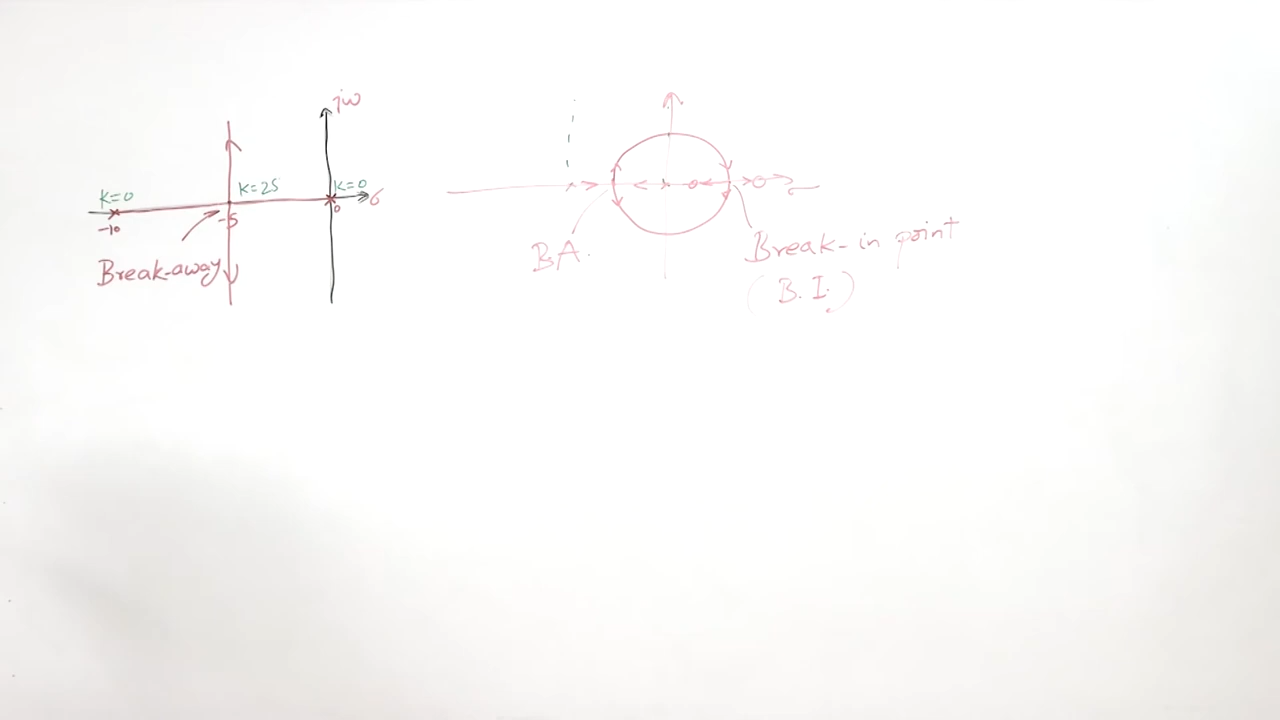 jω
K=0
K=25
K=0
σ
-10
-5
0
Break-away
B.A.
Break-in point
(B.I.)
σ